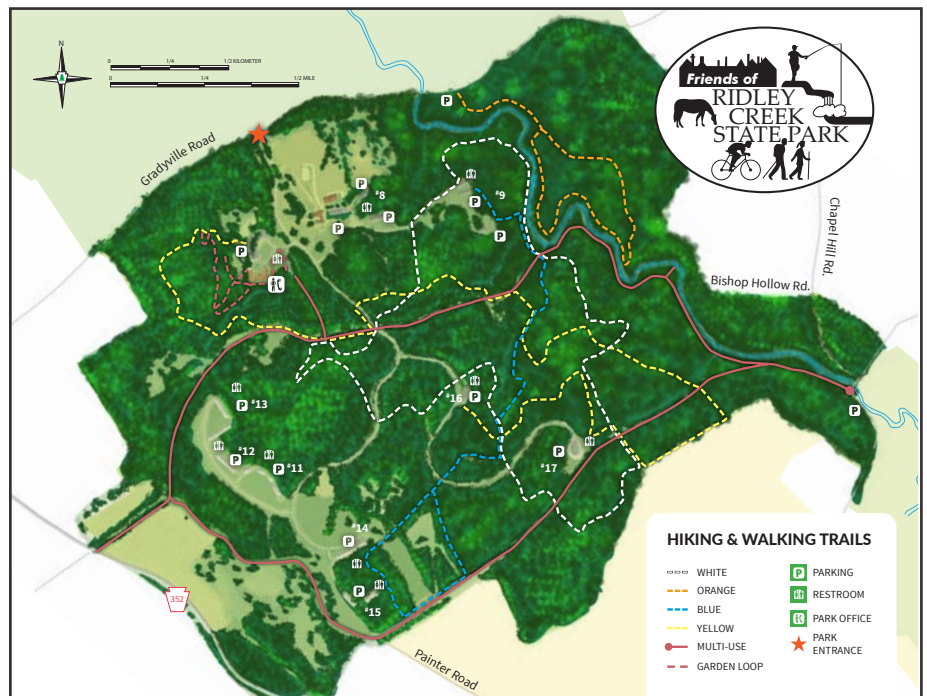 N
0 1/4 1/2 KILOMETER
0 1/4 1/2 MILE
Friends of
RIDLEY
CREEK
STATE PARK
Gradyville Road
P
P
#8
P
P
P
#9
P
P
Chapel Hill Rd.
Bishop Hollow Rd.
#13
P
#16
P
P
#12
P
#11
P
P
#17
#14
P
P
#15
352
Painter Road
HIKING & WALKING TRAILS
WHITE
ORANGE
BLUE
YELLOW
MULTI-USE
GARDEN LOOP
P PARKING
RESTROOM
PARK OFFICE
PARK
ENTRANCE